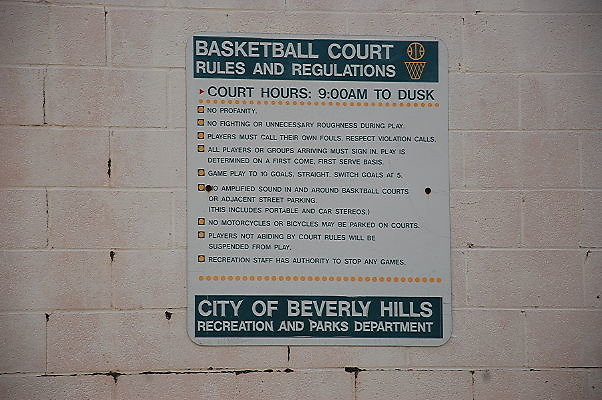 BASKETBALL COURT
RULES AND REGULATIONS
COURT HOURS: 9:00AM TO DUSK
NO PROFANITY.
NO FIGHTING OR UNNECESSARY ROUGHNESS DURING PLAY.
PLAYERS MUST CALL THEIR OWN FOULS. RESPECT VIOLATION CALLS.
ALL PLAYERS OR GROUPS ARRIVING MUST SIGN IN. PLAY IS
DETERMINED ON A FIRST COME, FIRST SERVE BASIS.
GAME PLAY TO 10 GOALS, STRAIGHT. SWITCH GOALS AT 5.
NO AMPLIFIED SOUND IN AND AROUND BASKTBALL COURTS
OR ADJACENT STREET PARKING.
(THIS INCLUDES PORTABLE AND CAR STEREOS.)
NO MOTORCYCLES OR BICYCLES MAY BE PARKED ON COURTS.
PLAYERS NOT ABIDING BY COURT RULES WILL BE
SUSPENDED FROM PLAY.
RECREATION STAFF HAS AUTHORITY TO STOP ANY GAMES.
CITY OF BEVERLY HILLS
RECREATION AND PARKS DEPARTMENT